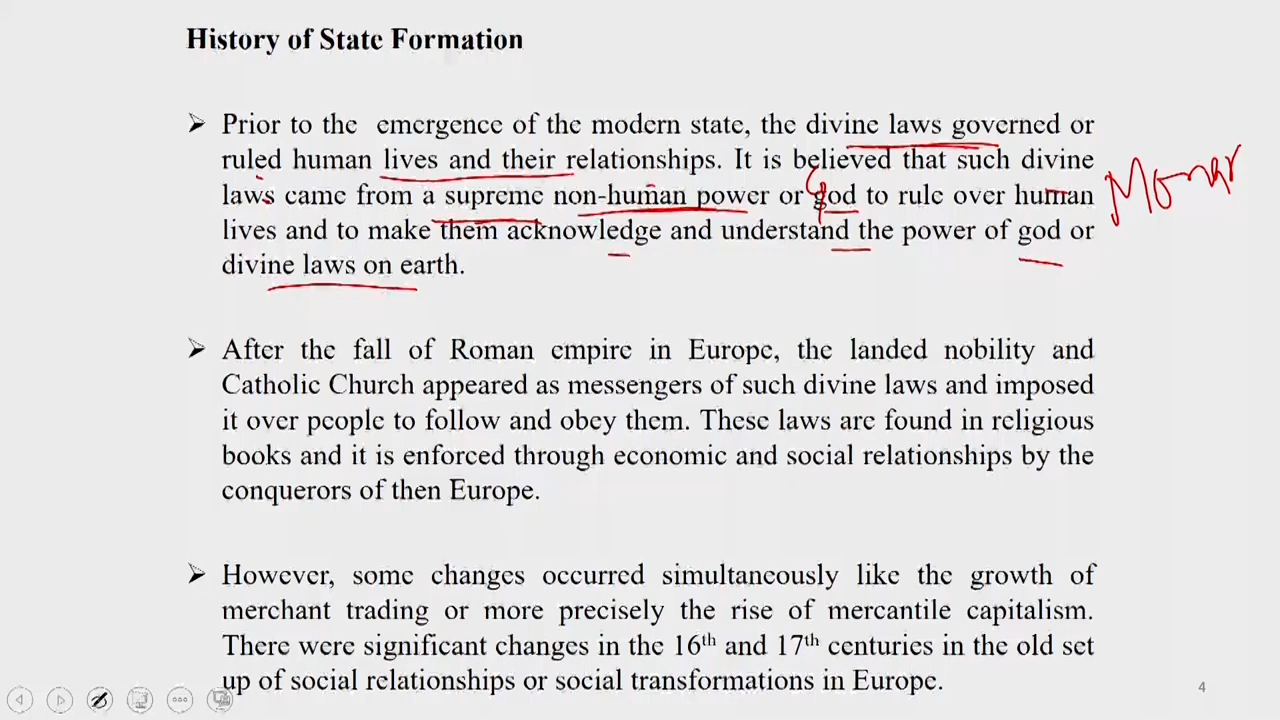 History of State Formation
➢ Prior to the emergence of the modern state, the divine laws governed or
ruled human lives and their relationships. It is believed that such divine
laws came from a supreme non-human power or god to rule over human
lives and to make them acknowledge and understand the power of god or
divine laws on earth.
Monar
➢ After the fall of Roman empire in Europe, the landed nobility and
Catholic Church appeared as messengers of such divine laws and imposed
it over people to follow and obey them. These laws are found in religious
books and it is enforced through economic and social relationships by the
conquerors of then Europe.
➢ However, some changes occurred simultaneously like the growth of
merchant trading or more precisely the rise of mercantile capitalism.
There were significant changes in the 16th and 17th centuries in the old set
up of social relationships or social transformations in Europe.
4